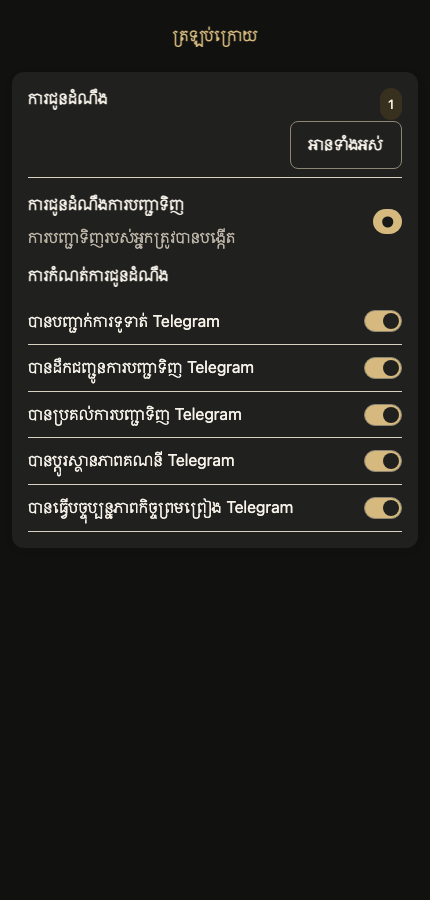 ត្រឡប់ក្រោយ
ការជូនដំណឹង
1
អានទាំងអស់
ការជូនដំណឹងការបញ្ជាទិញ
ការបញ្ជាទិញរបស់អ្នកត្រូវបានបង្កើត
ការកំណត់ការជូនដំណឹង
បានបញ្ជាក់ការទូទាត់ Telegram
បានដឹកជញ្ជូនការបញ្ជាទិញ Telegram
បានប្រគល់ការបញ្ជាទិញ Telegram
បានប្តូរស្ថានភាពគណនី Telegram
បានធ្វើបច្ចុប្បន្នភាពកិច្ចព្រមព្រៀង Telegram